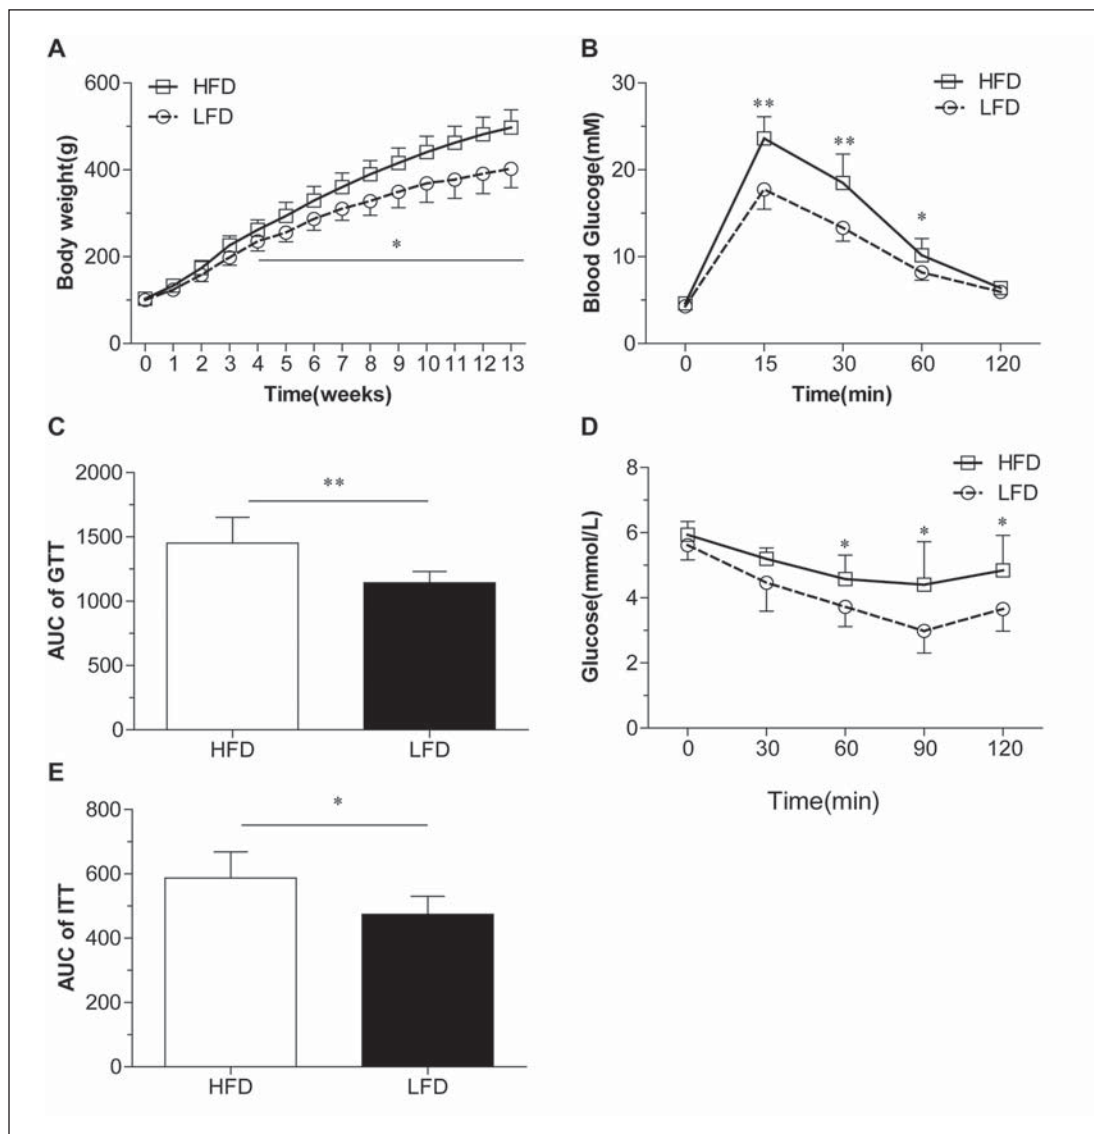 A
HFD
LFD
Body weight(g)
600
400
200
0
*
0 1 2 3 4 5 6 7 8 9 10 11 12 13
Time(weeks)
B
HFD
LFD
Blood Glucoge(mM)
30
20
10
0
**
**
*
0 15 30 60 120
Time(min)
C
AUC of GTT
2000
1500
1000
500
0
**
HFD LFD
D
HFD
LFD
Glucose(mmol/L)
8
6
4
2
0
* * *
0 30 60 90 120
Time(min)
E
AUC of ITT
800
600
400
200
0
*
HFD LFD